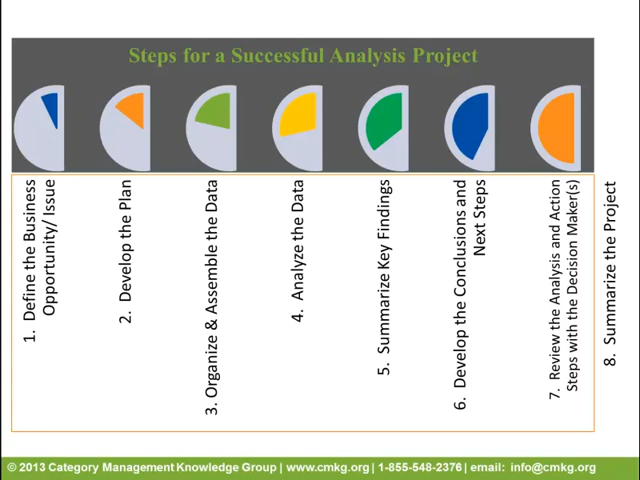 Steps for a Successful Analysis Project
1. Define the Business
Opportunity/ Issue
2. Develop the Plan
3. Organize & Assemble the Data
4. Analyze the Data
5. Summarize Key Findings
6. Develop the Conclusions and
Next Steps
7. Review the Analysis and Action
Steps with the Decision Maker(s)
8. Summarize the Project
© 2013 Category Management Knowledge Group | www.cmkg.org | 1-855-548-2376 | email: info@cmkg.org